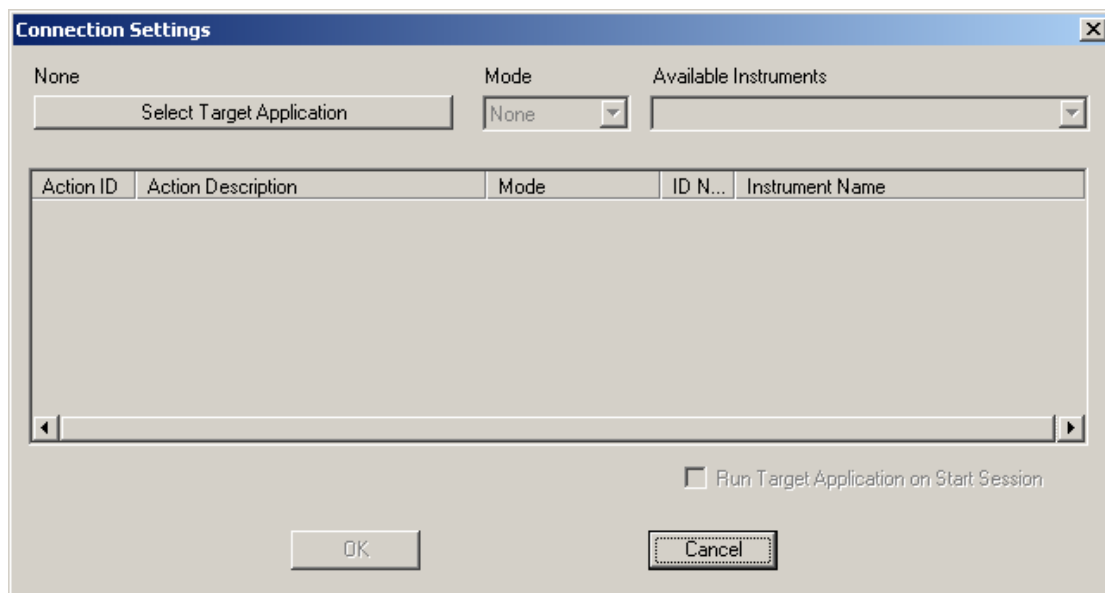 Connection Settings
None Mode Available Instruments
Select Target Application None
Action ID Action Description Mode ID N... Instrument Name
Run Target Application on Start Session
OK Cancel